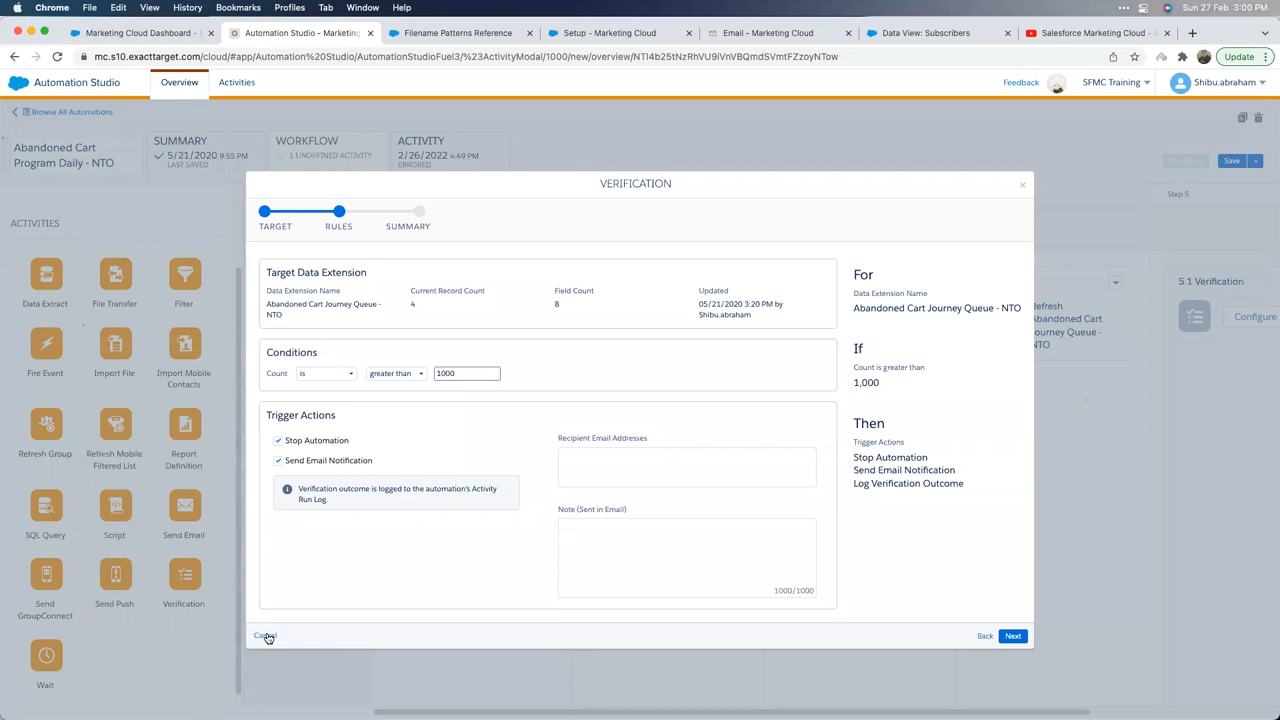 Chrome File Edit View History Bookmarks Profiles Tab Window Help
Sun 27 Feb 3:00 PM
Marketing Cloud Dashboard -
Automation Studio - Marketing
Filename Patterns Reference
Setup - Marketing Cloud
Email - Marketing Cloud
Data View: Subscribers
Salesforce Marketing Cloud - A
mc.s10.exacttarget.com/cloud/#app/Automation%20Studio/AutomationStudioFuel3/;ActivityModal/1000/new/overview/NTI4b25tNzRhVU9iVnVBQmdSVmtFZzoyNTow
Update
Automation Studio
Overview
Activities
Feedback
SFMC Training
Shibu.abraham
Browse All Automations
Abandoned Cart
Program Daily - NTO
SUMMARY
5/21/2020 9:55 PM
LAST SAVED
WORKFLOW
1 UNDEFINED ACTIVITY
ACTIVITY
2/26/2022 4:49 PM
ERRORED
Run Once
Save
VERIFICATION
TARGET
RULES
SUMMARY
Step 5
ACTIVITIES
Data Extract
File Transfer
Filter
Fire Event
Import File
Import Mobile
Contacts
Refresh Group
Refresh Mobile
Filtered List
Report
Definition
SQL Query
Script
Send Email
Send
GroupConnect
Send Push
Verification
Wait
Target Data Extension
Data Extension Name
Current Record Count
Field Count
Updated
Abandoned Cart Journey Queue -
NTO
4
8
05/21/2020 3:20 PM by
Shibu.abraham
Conditions
Count
is
greater than
1000
Trigger Actions
Stop Automation
Send Email Notification
Verification outcome is logged to the automation's Activity
Run Log.
Recipient Email Addresses
Note (Sent in Email)
1000/1000
For
Data Extension Name
Abandoned Cart Journey Queue - NTO
If
Count is greater than
1,000
Then
Trigger Actions
Stop Automation
Send Email Notification
Log Verification Outcome
Refresh
Abandoned Cart
Journey Queue -
NTO
5.1 Verification
Configure
Cancel
Back
Next